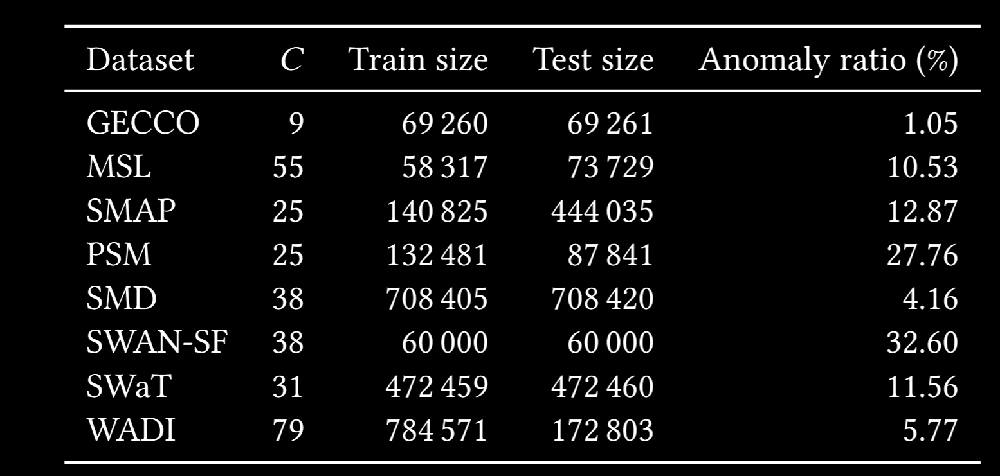 Dataset C Train size Test size Anomaly ratio (%)
GECCO 9 69 260 69 261 1.05
MSL 55 58 317 73 729 10.53
SMAP 25 140 825 444 035 12.87
PSM 25 132 481 87 841 27.76
SMD 38 708 405 708 420 4.16
SWAN-SF 38 60 000 60 000 32.60
SWaT 31 472 459 472 460 11.56
WADI 79 784 571 172 803 5.77